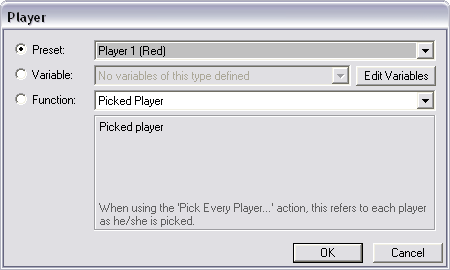 Player
Preset: Player 1 (Red)
Variable: No variables of this type defined Edit Variables
Function: Picked Player
Picked player
When using the 'Pick Every Player...' action, this refers to each player
as he/she is picked.
OK Cancel